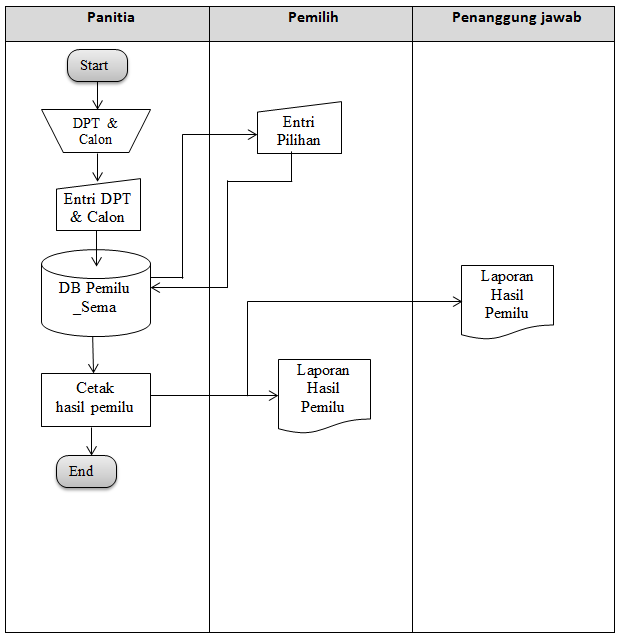 Panitia
Pemilih
Penanggung jawab
Start
DPT &
Calon
Entri DPT
& Calon
DB Pemilu
_Sema
Cetak
hasil pemilu
End
Entri
Pilihan
Laporan
Hasil
Pemilu
Laporan
Hasil
Pemilu